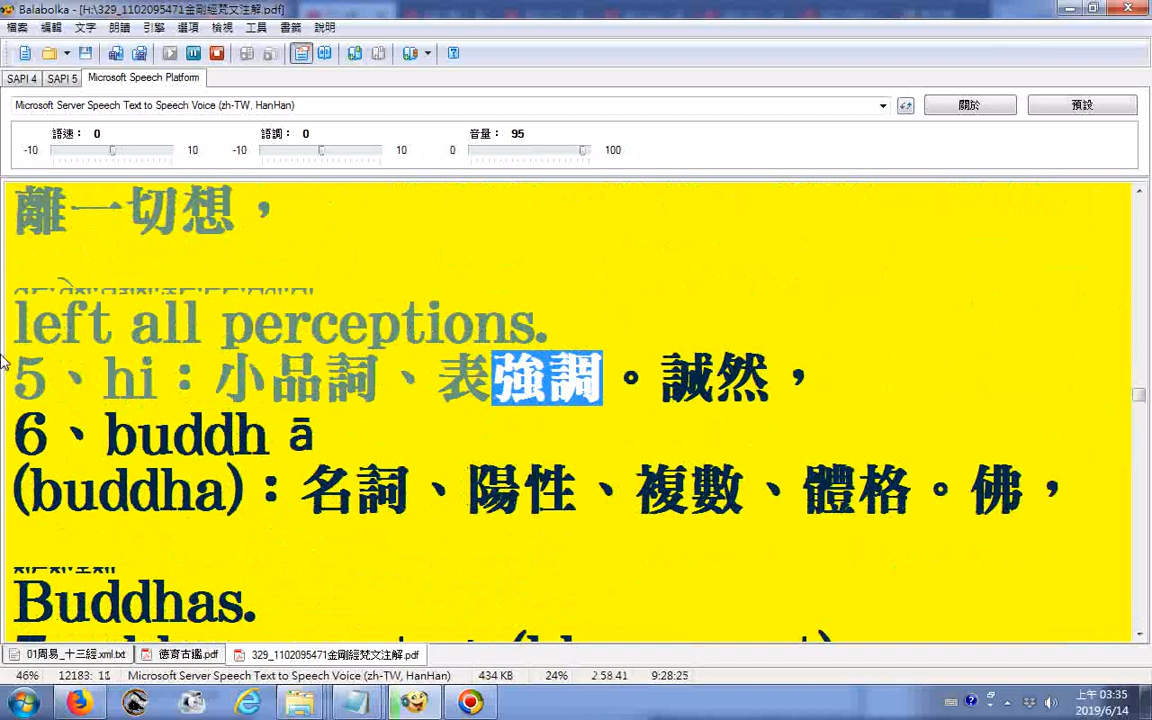 Balabolka - [H:\329_1102095471金剛經梵文注解.pdf]
檔案 編輯 文字 朗讀 引擎 選項 檢視 工具 書籤 說明
SAPI 4 SAPI 5 Microsoft Speech Platform
Microsoft Server Speech Text to Speech Voice (zh-TW, HanHan) 關於 預設
語速： 0 語調： 0 音量： 95
-10 10 -10 10 0 100
離一切想，
left all perceptions.
5、hi：小品詞、表強調。誠然，
6、buddh ā
(buddha)：名詞、陽性、複數、體格。佛，
Buddhas.
01周易_十三經.xml.txt 德育古鑑.pdf 329_1102095471金剛經梵文注解.pdf
46% 12183: 11 Microsoft Server Speech Text to Speech Voice (zh-TW, HanHan) 434 KB 24% 2.58.41 9:28:25
上午 03:35
2019/6/14